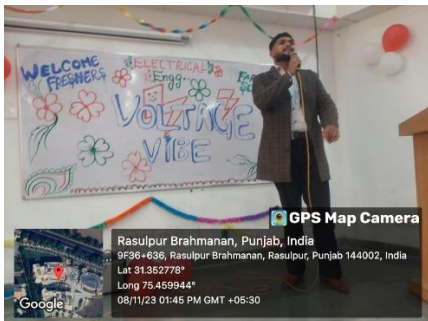 WELCOME
FRESHERS
ELECTRICAL
Engg..
VOLTAGE
VIBE
GPS Map Camera
Rasulpur Brahmanan, Punjab, India
9F36+636, Rasulpur Brahmanan, Rasulpur, Punjab 144002, India
Lat 31.352778°
Long 75.459944°
08/11/23 01:45 PM GMT +05:30
Google